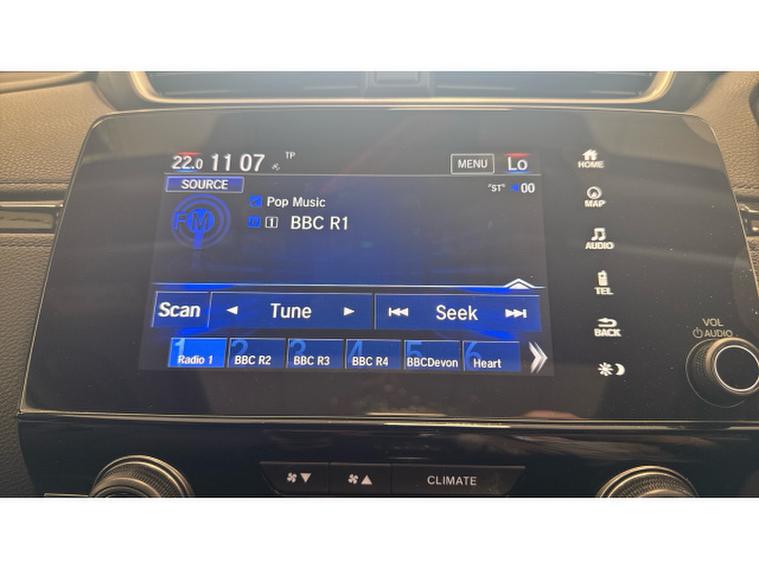 22.0 11 07 TP MENU Lo
HOME
SOURCE
"ST" 00
Pop Music
MAP
FM
1 BBC R1
AUDIO
TEL
Scan Tune Seek
BACK
VOL
AUDIO
1 Radio 1 2 BBC R2 3 BBC R3 4 BBC R4 5 BBCDevon 6 Heart
CLIMATE